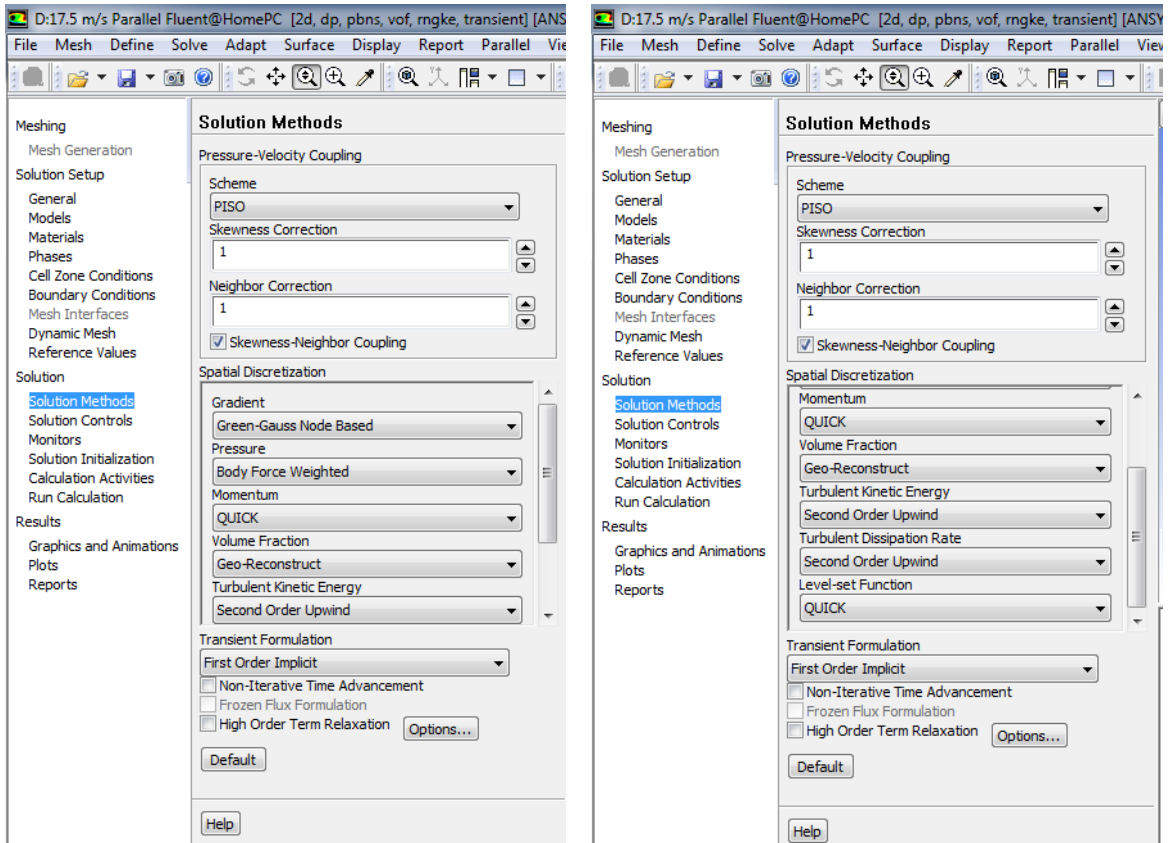 D:17.5 m/s Parallel Fluent@HomePC [2d, dp, pbns, vof, rngke, transient] [ANS
File Mesh Define Solve Adapt Surface Display Report Parallel Vie
Meshing
Mesh Generation
Solution Setup
General
Models
Materials
Phases
Cell Zone Conditions
Boundary Conditions
Mesh Interfaces
Dynamic Mesh
Reference Values
Solution
Solution Methods
Solution Controls
Monitors
Solution Initialization
Calculation Activities
Run Calculation
Results
Graphics and Animations
Plots
Reports
Solution Methods
Pressure-Velocity Coupling
Scheme
PISO
Skewness Correction
1
Neighbor Correction
1
Skewness-Neighbor Coupling
Spatial Discretization
Gradient
Green-Gauss Node Based
Pressure
Body Force Weighted
Momentum
QUICK
Volume Fraction
Geo-Reconstruct
Turbulent Kinetic Energy
Second Order Upwind
Transient Formulation
First Order Implicit
Non-Iterative Time Advancement
Frozen Flux Formulation
High Order Term Relaxation Options...
Default
Help
D:17.5 m/s Parallel Fluent@HomePC [2d, dp, pbns, vof, rngke, transient] [ANSY
File Mesh Define Solve Adapt Surface Display Report Parallel View
Meshing
Mesh Generation
Solution Setup
General
Models
Materials
Phases
Cell Zone Conditions
Boundary Conditions
Mesh Interfaces
Dynamic Mesh
Reference Values
Solution
Solution Methods
Solution Controls
Monitors
Solution Initialization
Calculation Activities
Run Calculation
Results
Graphics and Animations
Plots
Reports
Solution Methods
Pressure-Velocity Coupling
Scheme
PISO
Skewness Correction
1
Neighbor Correction
1
Skewness-Neighbor Coupling
Spatial Discretization
Momentum
QUICK
Volume Fraction
Geo-Reconstruct
Turbulent Kinetic Energy
Second Order Upwind
Turbulent Dissipation Rate
Second Order Upwind
Level-set Function
QUICK
Transient Formulation
First Order Implicit
Non-Iterative Time Advancement
Frozen Flux Formulation
High Order Term Relaxation Options...
Default
Help